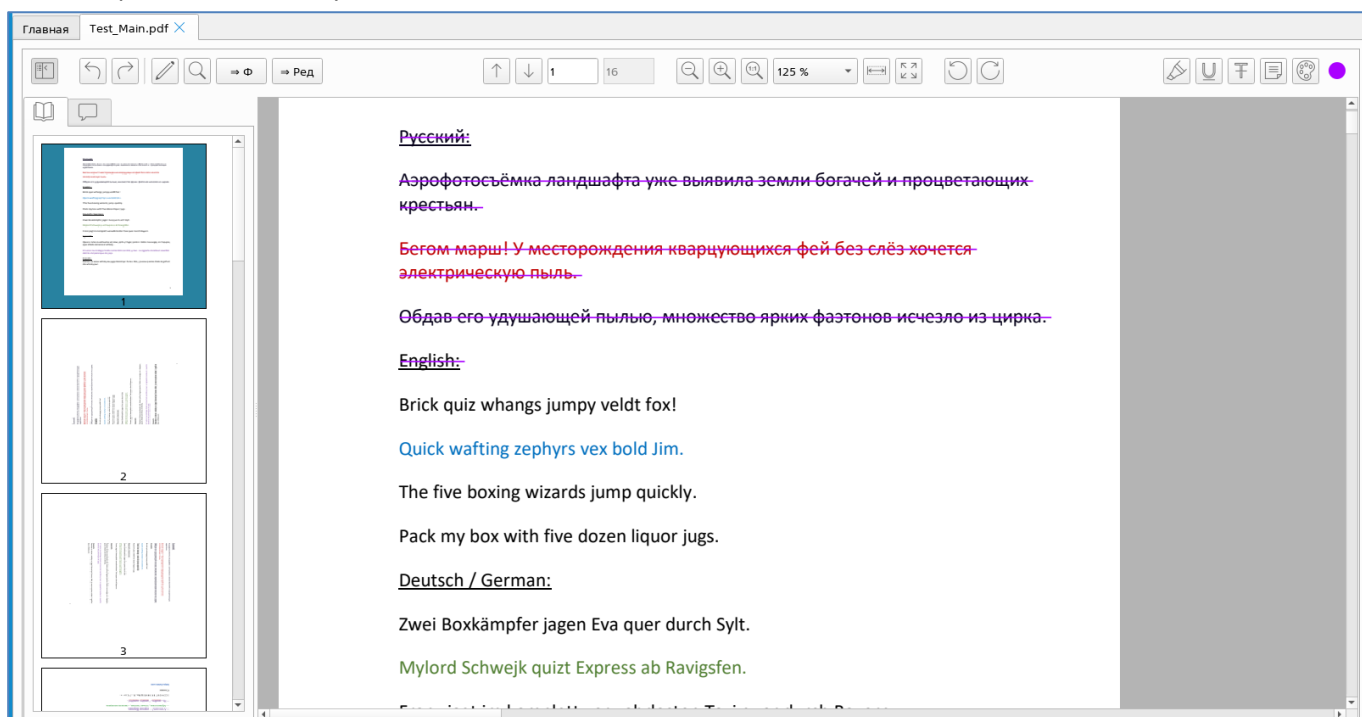 Главная Test_Main.pdf
⇒ Ф ⇒ Ред 1 16 1:1 125 %
Русский:
Аэрофотосъёмка ландшафта уже выявила земли богачей и процветающих
крестьян.
Бегом марш! У месторождения кварцующихся фей без слёз хочется
электрическую пыль.
Обдав его удушающей пылью, множество ярких фаэтонов исчезло из цирка.
English:
Brick quiz whangs jumpy veldt fox!
Quick wafting zephyrs vex bold Jim.
The five boxing wizards jump quickly.
Pack my box with five dozen liquor jugs.
Deutsch / German:
Zwei Boxkämpfer jagen Eva quer durch Sylt.
Mylord Schwejk quizt Express ab Ravigsfen.
1
2
3